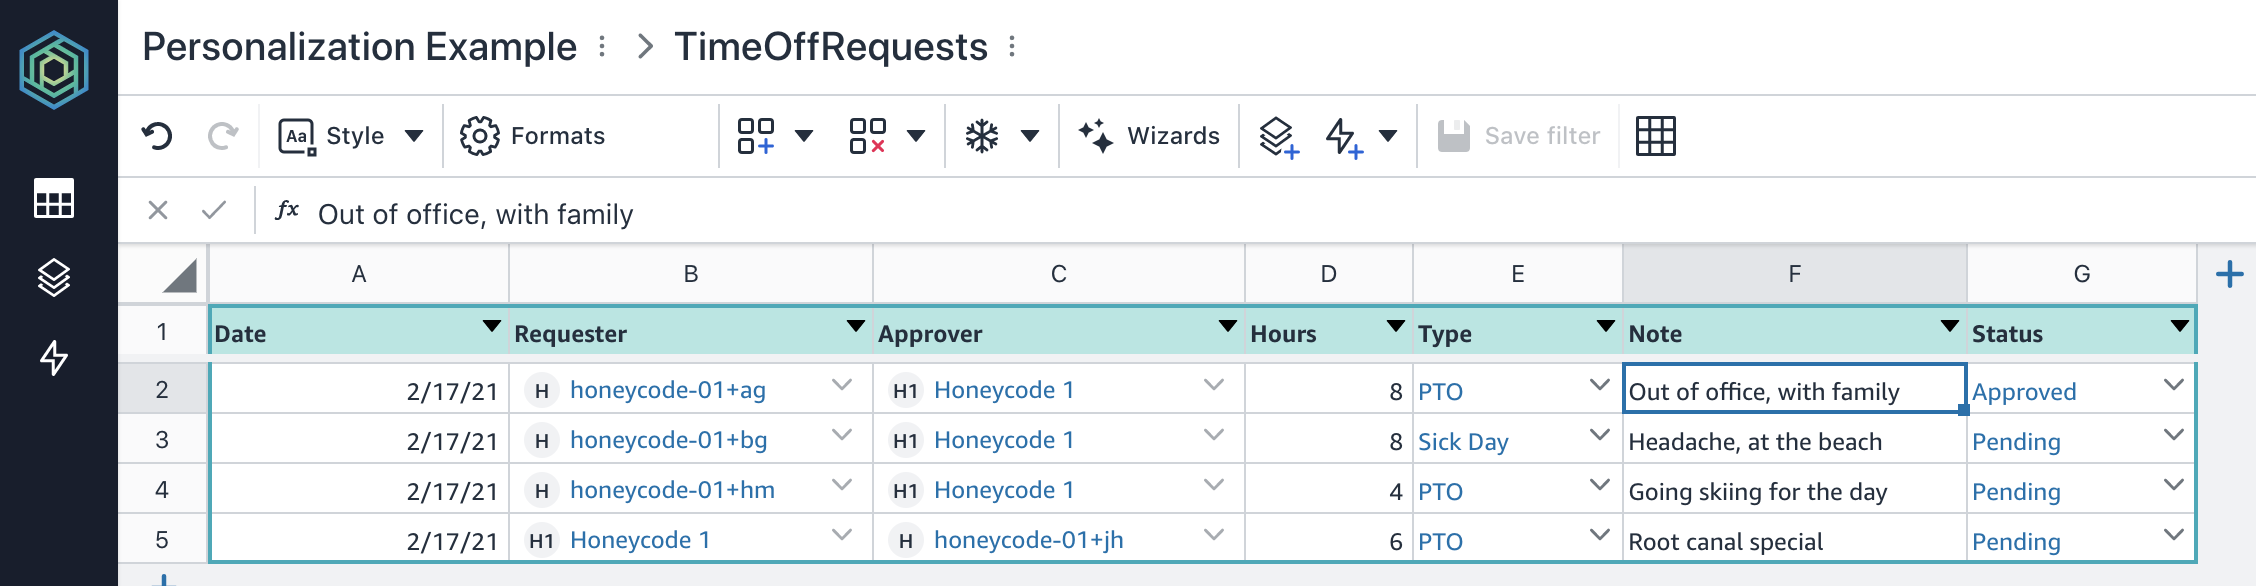 Personalization Example > TimeOffRequests
Aa Style Formats Wizards Save filter
fx Out of office, with family
A B C D E F G
1 Date Requester Approver Hours Type Note Status
2 2/17/21 H honeycode-01+ag H1 Honeycode 1 8 PTO Out of office, with family Approved
3 2/17/21 H honeycode-01+bg H1 Honeycode 1 8 Sick Day Headache, at the beach Pending
4 2/17/21 H honeycode-01+hm H1 Honeycode 1 4 PTO Going skiing for the day Pending
5 2/17/21 H1 Honeycode 1 H honeycode-01+jh 6 PTO Root canal special Pending